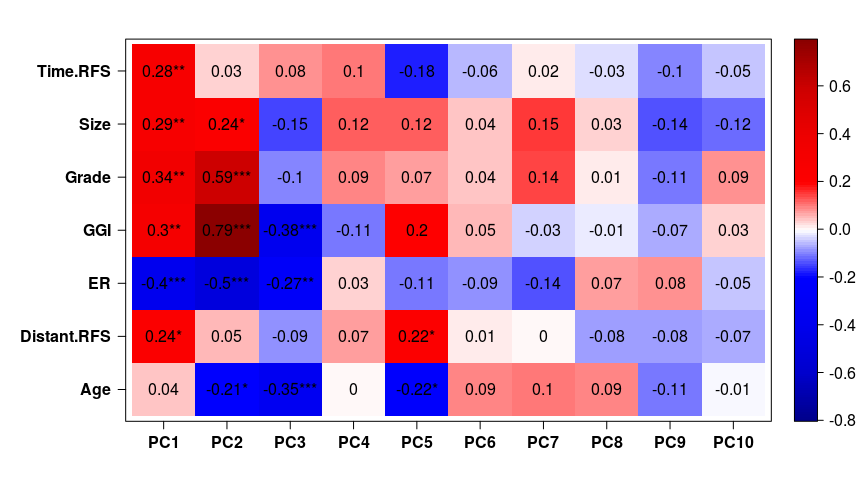 Time.RFS 0.28** 0.03 0.08 0.1 -0.18 -0.06 0.02 -0.03 -0.1 -0.05
Size 0.29** 0.24* -0.15 0.12 0.12 0.04 0.15 0.03 -0.14 -0.12
Grade 0.34** 0.59*** -0.1 0.09 0.07 0.04 0.14 0.01 -0.11 0.09
GGI 0.3** 0.79*** -0.38*** -0.11 0.2 0.05 -0.03 -0.01 -0.07 0.03
ER -0.4*** -0.5*** -0.27** 0.03 -0.11 -0.09 -0.14 0.07 0.08 -0.05
Distant.RFS 0.24* 0.05 -0.09 0.07 0.22* 0.01 0 -0.08 -0.08 -0.07
Age 0.04 -0.21* -0.35*** 0 -0.22* 0.09 0.1 0.09 -0.11 -0.01
PC1 PC2 PC3 PC4 PC5 PC6 PC7 PC8 PC9 PC10
0.6
0.4
0.2
0.0
-0.2
-0.4
-0.6
-0.8